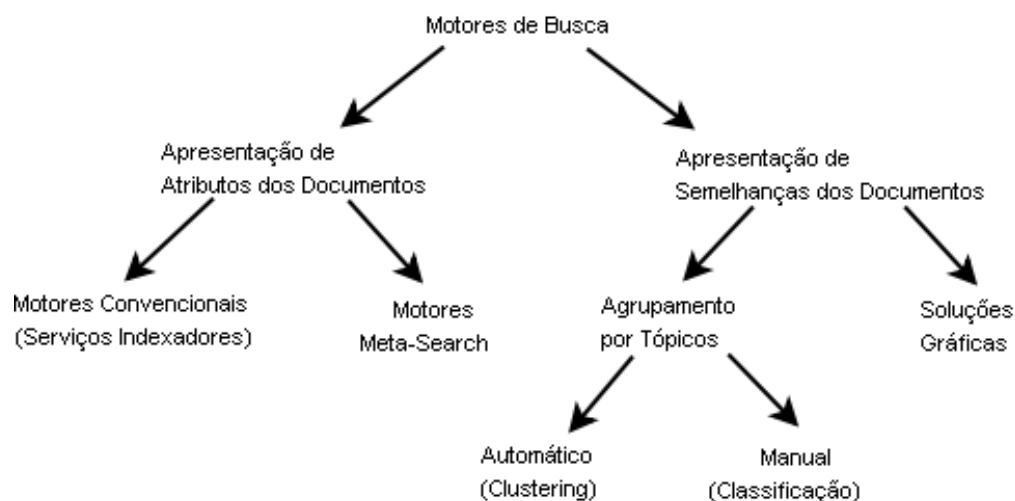 Motores de Busca
Apresentação de
Atributos dos Documentos
Apresentação de
Semelhanças dos Documentos
Motores Convencionais
(Serviços Indexadores)
Motores
Meta-Search
Agrupamento
por Tópicos
Soluções
Gráficas
Automático
(Clustering)
Manual
(Classificação)